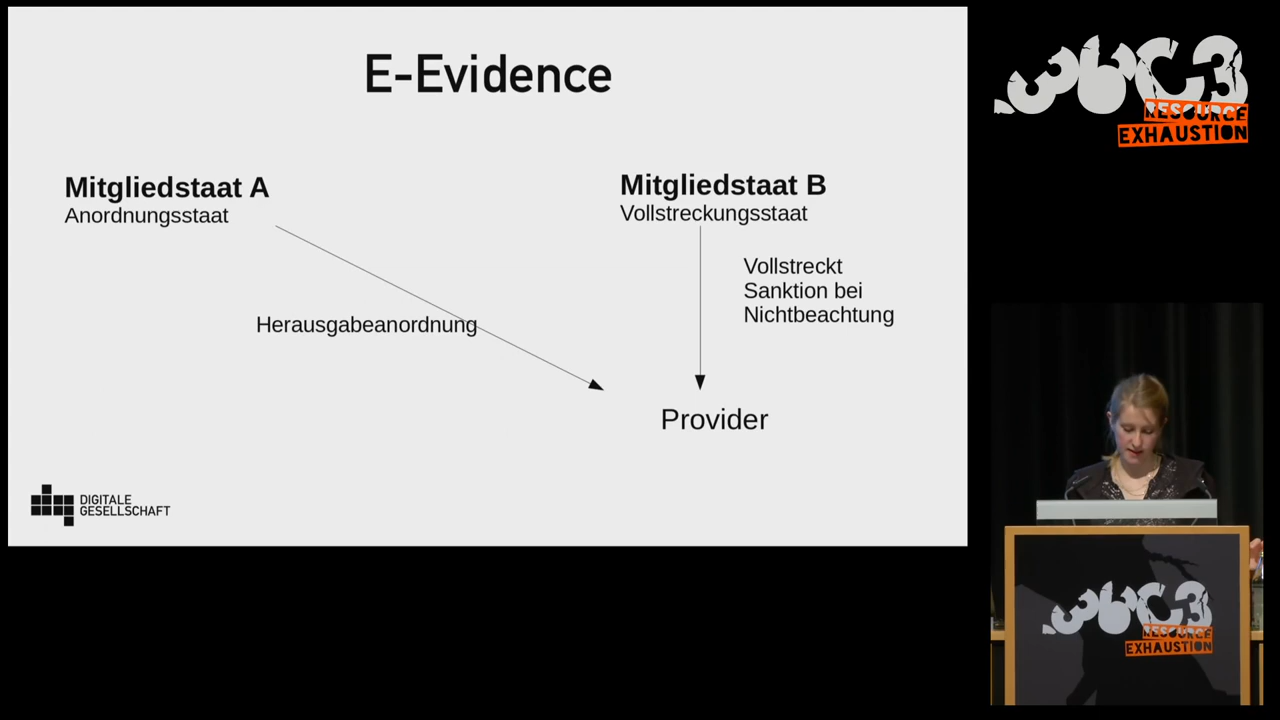 E-Evidence
Mitgliedstaat A
Anordnungsstaat
Mitgliedstaat B
Vollstreckungsstaat
Vollstreckt
Sanktion bei
Nichtbeachtung
Herausgabeanordnung
Provider
DIGITALE
GESELLSCHAFT
36C3
RESOURCE
EXHAUSTION
36C3
RESOURCE
EXHAUSTION